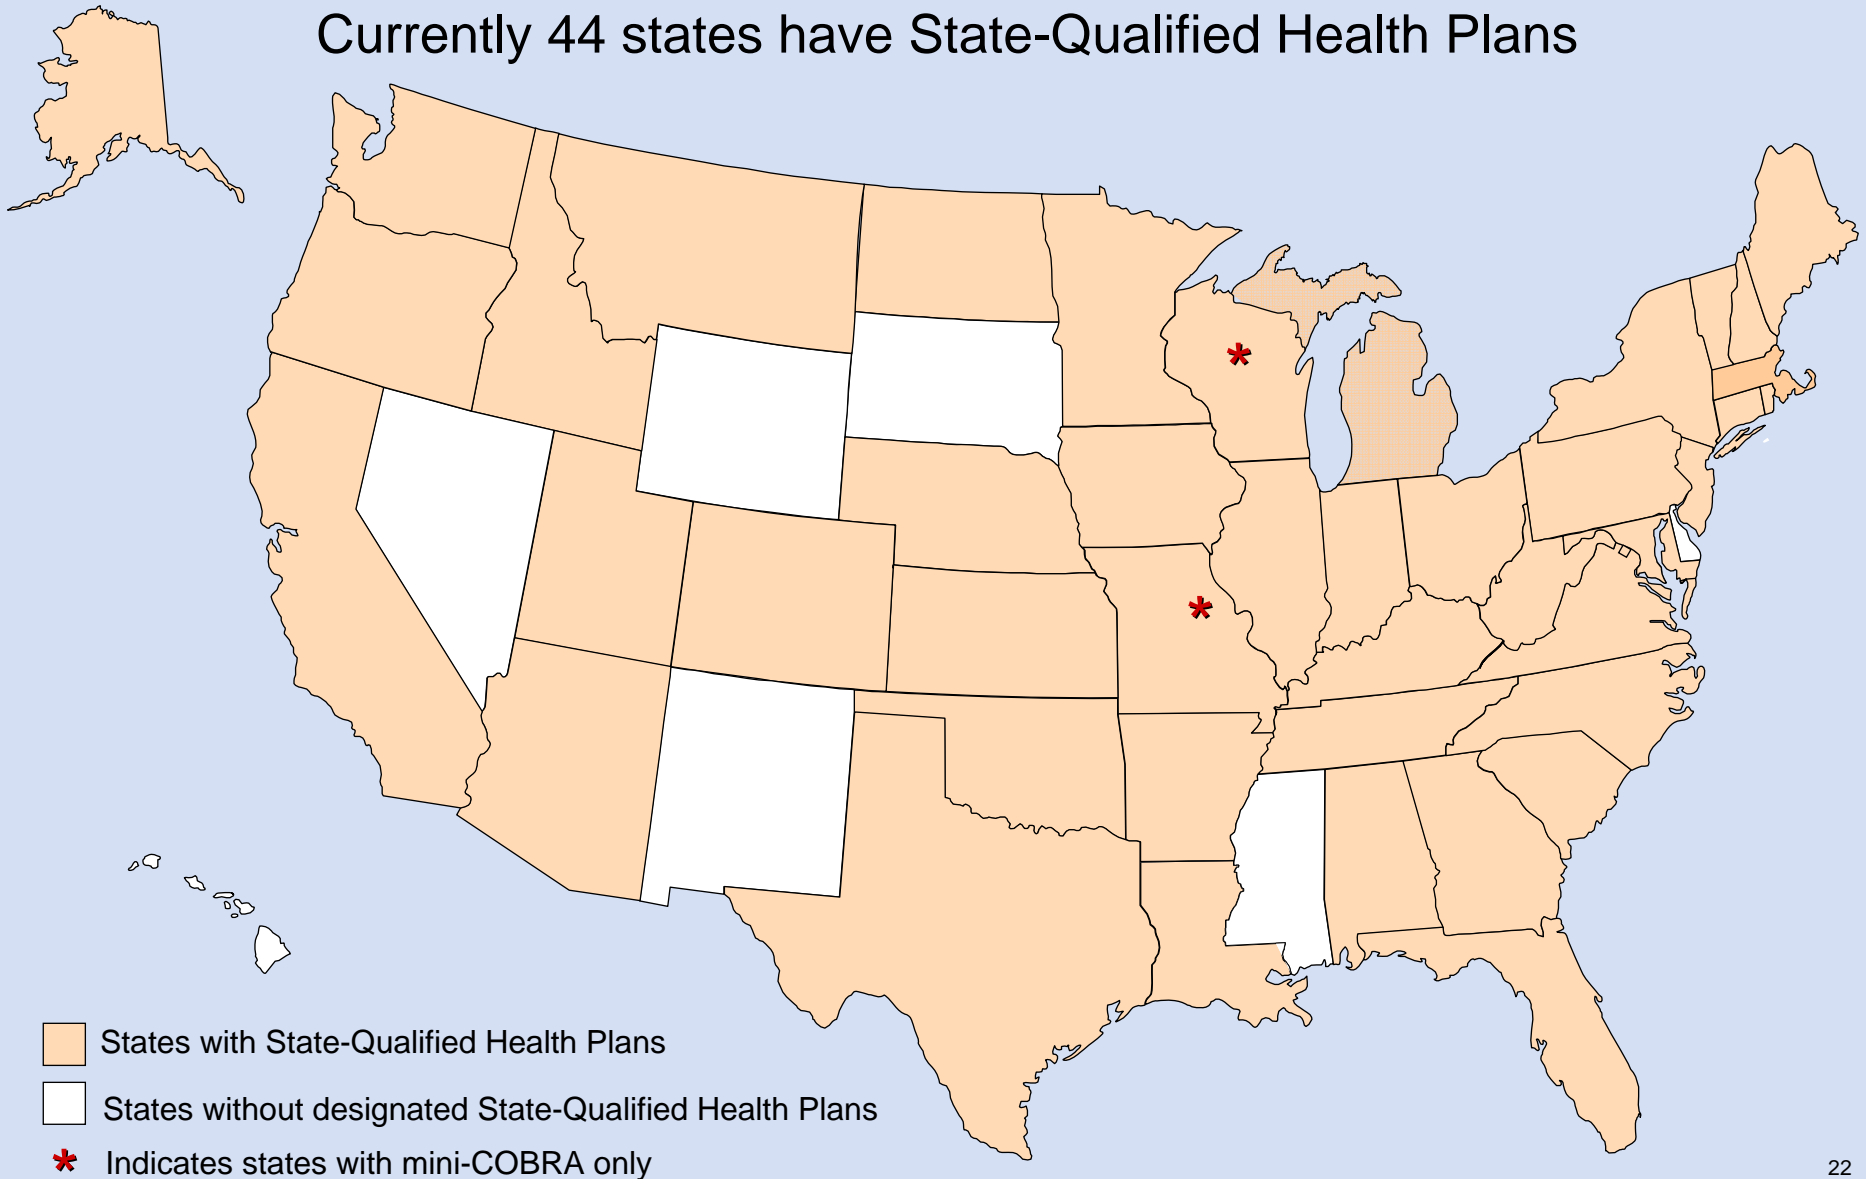 Currently 44 states have State-Qualified Health Plans
* *
States with State-Qualified Health Plans
States without designated State-Qualified Health Plans
* Indicates states with mini-COBRA only
22